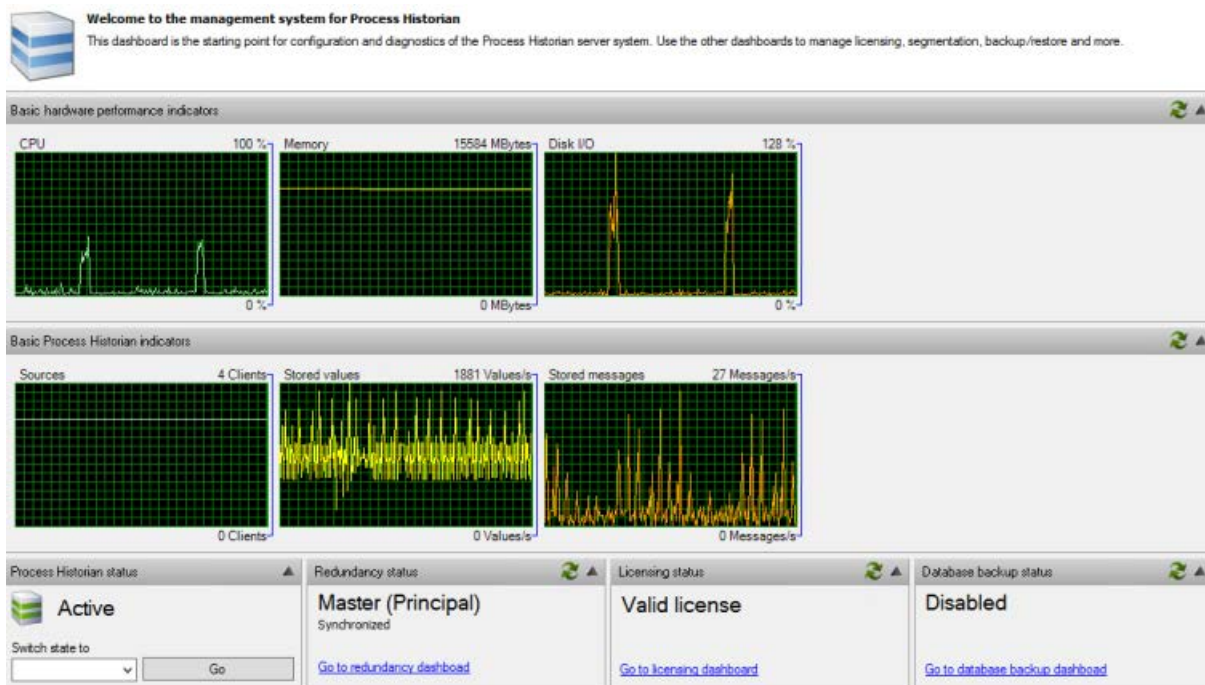 Welcome to the management system for Process Historian
This dashboard is the starting point for configuration and diagnostics of the Process Historian server system. Use the other dashboards to manage licensing, segmentation, backup/restore and more.
Basic hardware performance indicators
CPU 100 % Memory 15584 MBytes Disk I/O 128 %
0 % 0 MBytes 0 %
Basic Process Historian indicators
Sources 4 Clients Stored values 1881 Values/s Stored messages 27 Messages/s
0 Clients 0 Values/s 0 Messages/s
Process Historian status Redundancy status Licensing status Database backup status
Active Master (Principal) Valid license Disabled
Synchronized
Switch state to
Go Go to redundancy dashboad Go to licensing dashboard Go to database backup dashboad